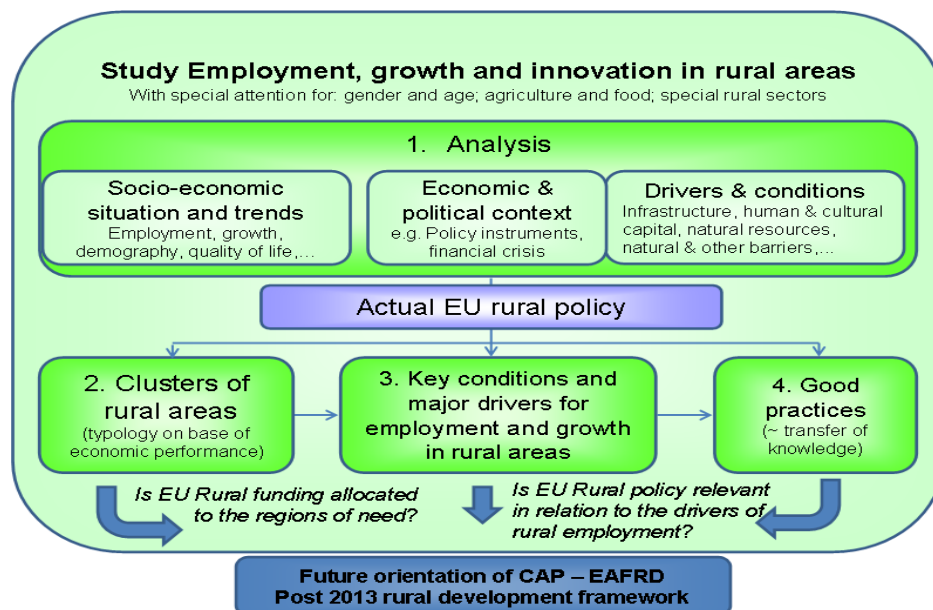 Study Employment, growth and innovation in rural areas
With special attention for: gender and age; agriculture and food; special rural sectors
1. Analysis
Socio-economic
situation and trends
Employment, growth,
demography, quality of life,...
Economic &
political context
e.g. Policy instruments,
financial crisis
Drivers & conditions
Infrastructure, human & cultural
capital, natural resources,
natural & other barriers,...
Actual EU rural policy
2. Clusters of
rural areas
(typology on base of
economic performance)
3. Key conditions and
major drivers for
employment and growth
in rural areas
4. Good
practices
(~ transfer of
knowledge)
Is EU Rural funding allocated
to the regions of need?
Is EU Rural policy relevant
in relation to the drivers of
rural employment?
Future orientation of CAP – EAFRD
Post 2013 rural development framework